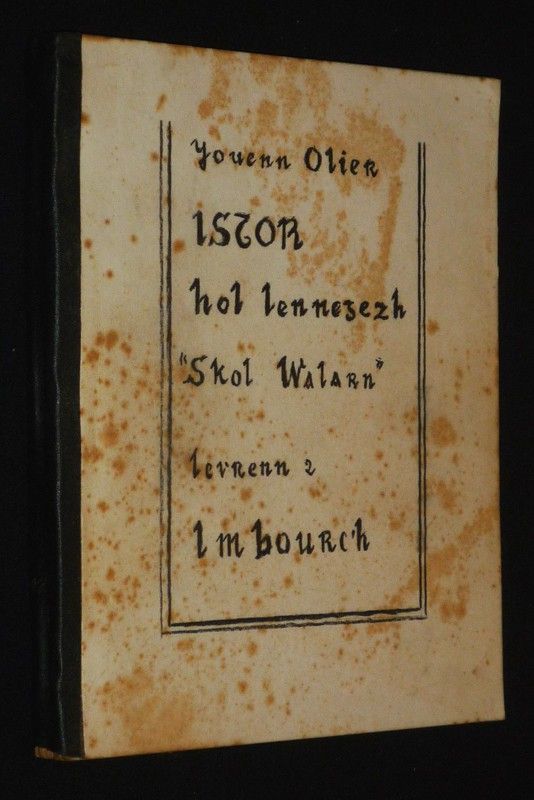 Youenn Olier
ISTOR
hol lennegezh
"Skol Walarn"
levrenn 2
Imbourc'h